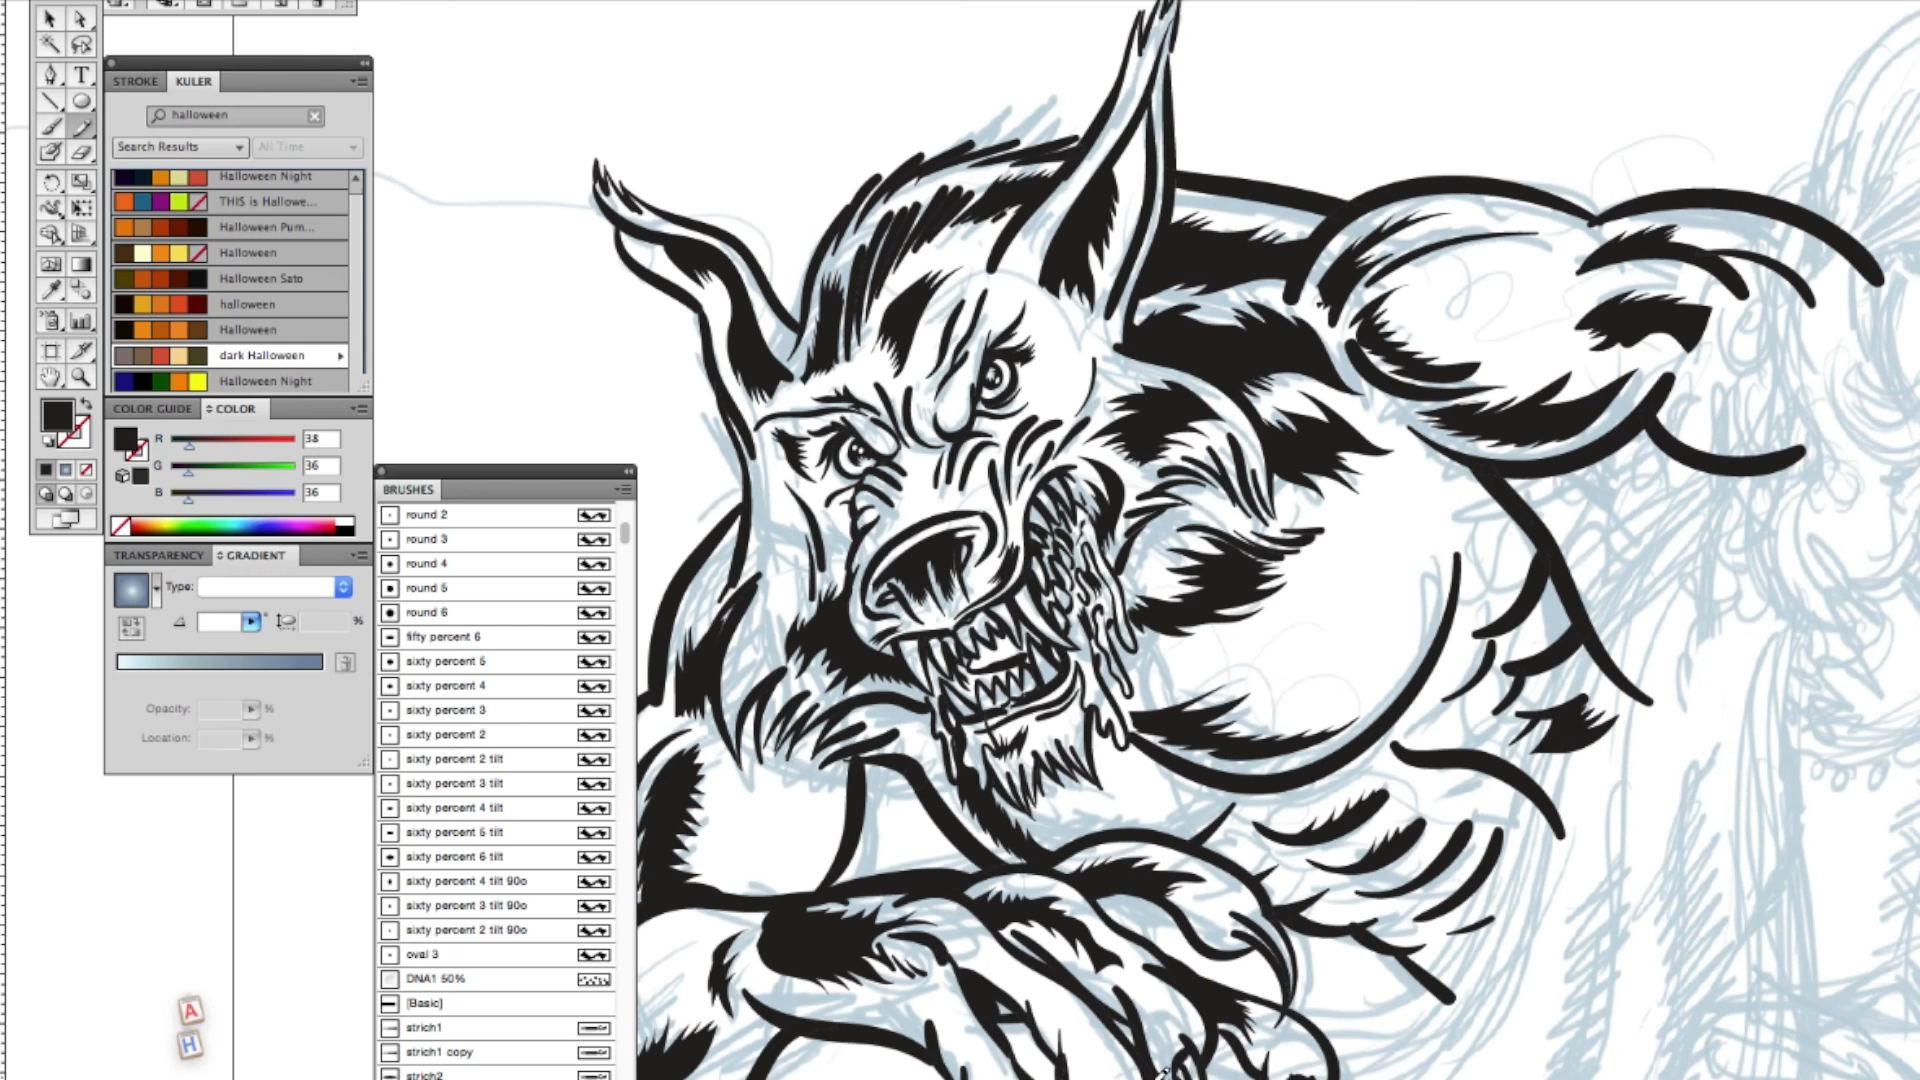 T
STROKE
KULER
halloween
Search Results
All Time
Halloween Night
THIS is Hallowe...
Halloween Pum...
Halloween
Halloween Sato
halloween
Halloween
dark Halloween
Halloween Night
COLOR GUIDE
COLOR
R
38
G
36
B
36
TRANSPARENCY
GRADIENT
Type:
°
%
Opacity:
%
Location:
%
BRUSHES
round 2
round 3
round 4
round 5
round 6
fifty percent 6
sixty percent 5
sixty percent 4
sixty percent 3
sixty percent 2
sixty percent 2 tilt
sixty percent 3 tilt
sixty percent 4 tilt
sixty percent 5 tilt
sixty percent 6 tilt
sixty percent 4 tilt 90o
sixty percent 3 tilt 90o
sixty percent 2 tilt 90o
oval 3
DNA1 50%
[Basic]
strich1
strich1 copy
strich2
A
H